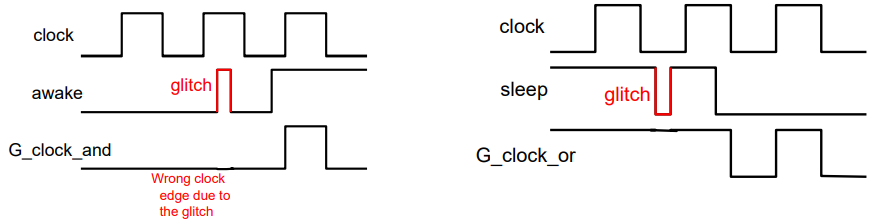 clock
awake
glitch
G_clock_and
Wrong clock
edge due to
the glitch
clock
sleep
glitch
G_clock_or